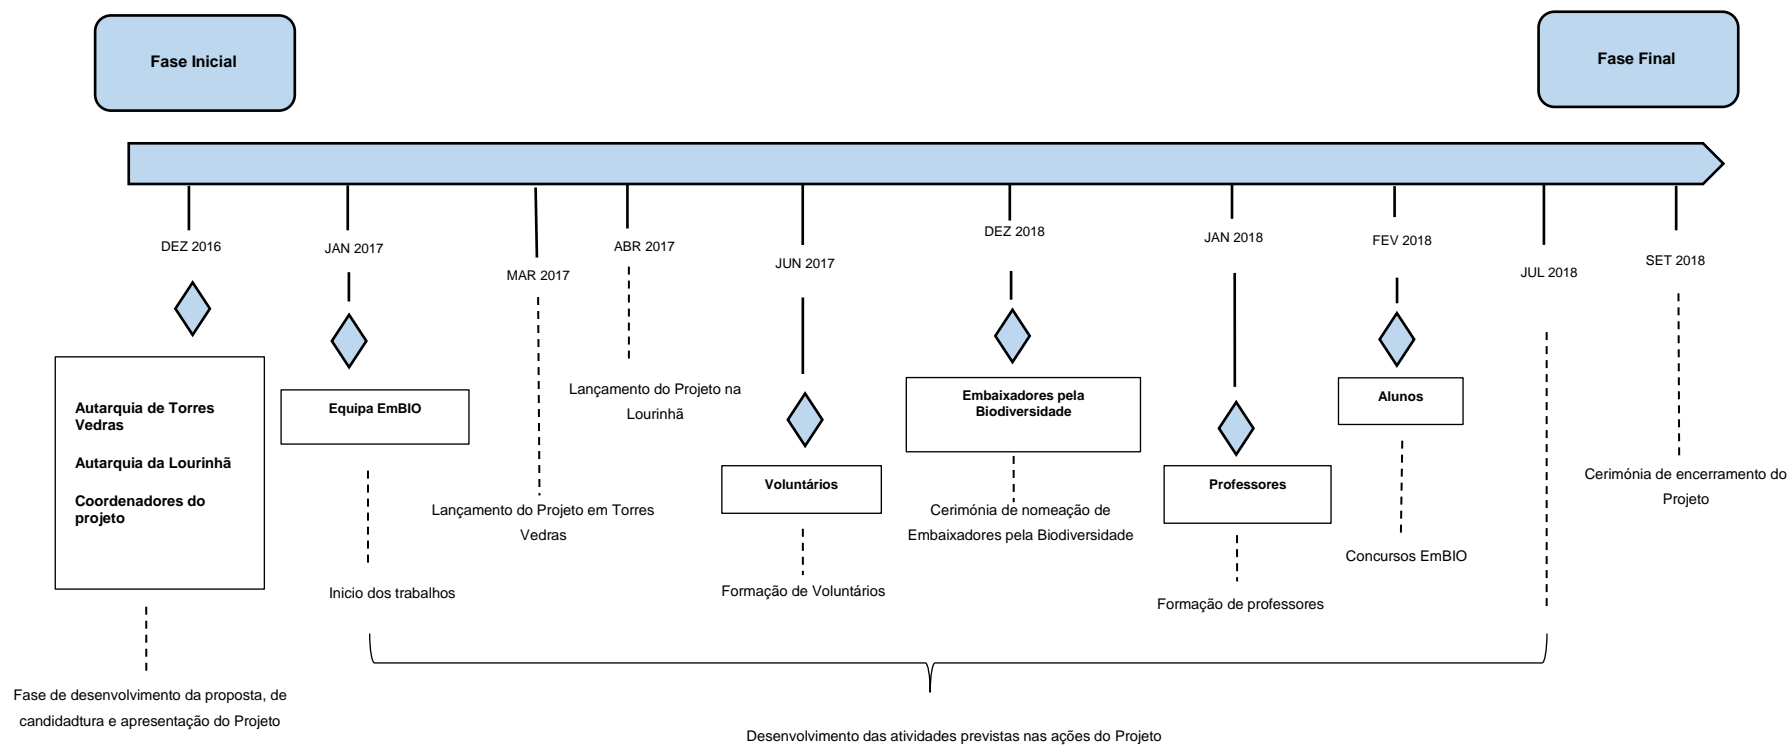 Fase Inicial
Fase Final
DEZ 2016
JAN 2017
MAR 2017
ABR 2017
JUN 2017
DEZ 2018
JAN 2018
FEV 2018
JUL 2018
SET 2018
Autarquia de Torres
Vedras
Autarquia da Lourinhã
Coordenadores do
projeto
Fase de desenvolvimento da proposta, de
candidadtura e apresentação do Projeto
Equipa EmBIO
Inicio dos trabalhos
Lançamento do Projeto em Torres
Vedras
Lançamento do Projeto na
Lourinhã
Voluntários
Formação de Voluntários
Embaixadores pela
Biodiversidade
Cerimónia de nomeação de
Embaixadores pela Biodiversidade
Professores
Formação de professores
Alunos
Concursos EmBIO
Cerimónia de encerramento do
Projeto
Desenvolvimento das atividades previstas nas ações do Projeto